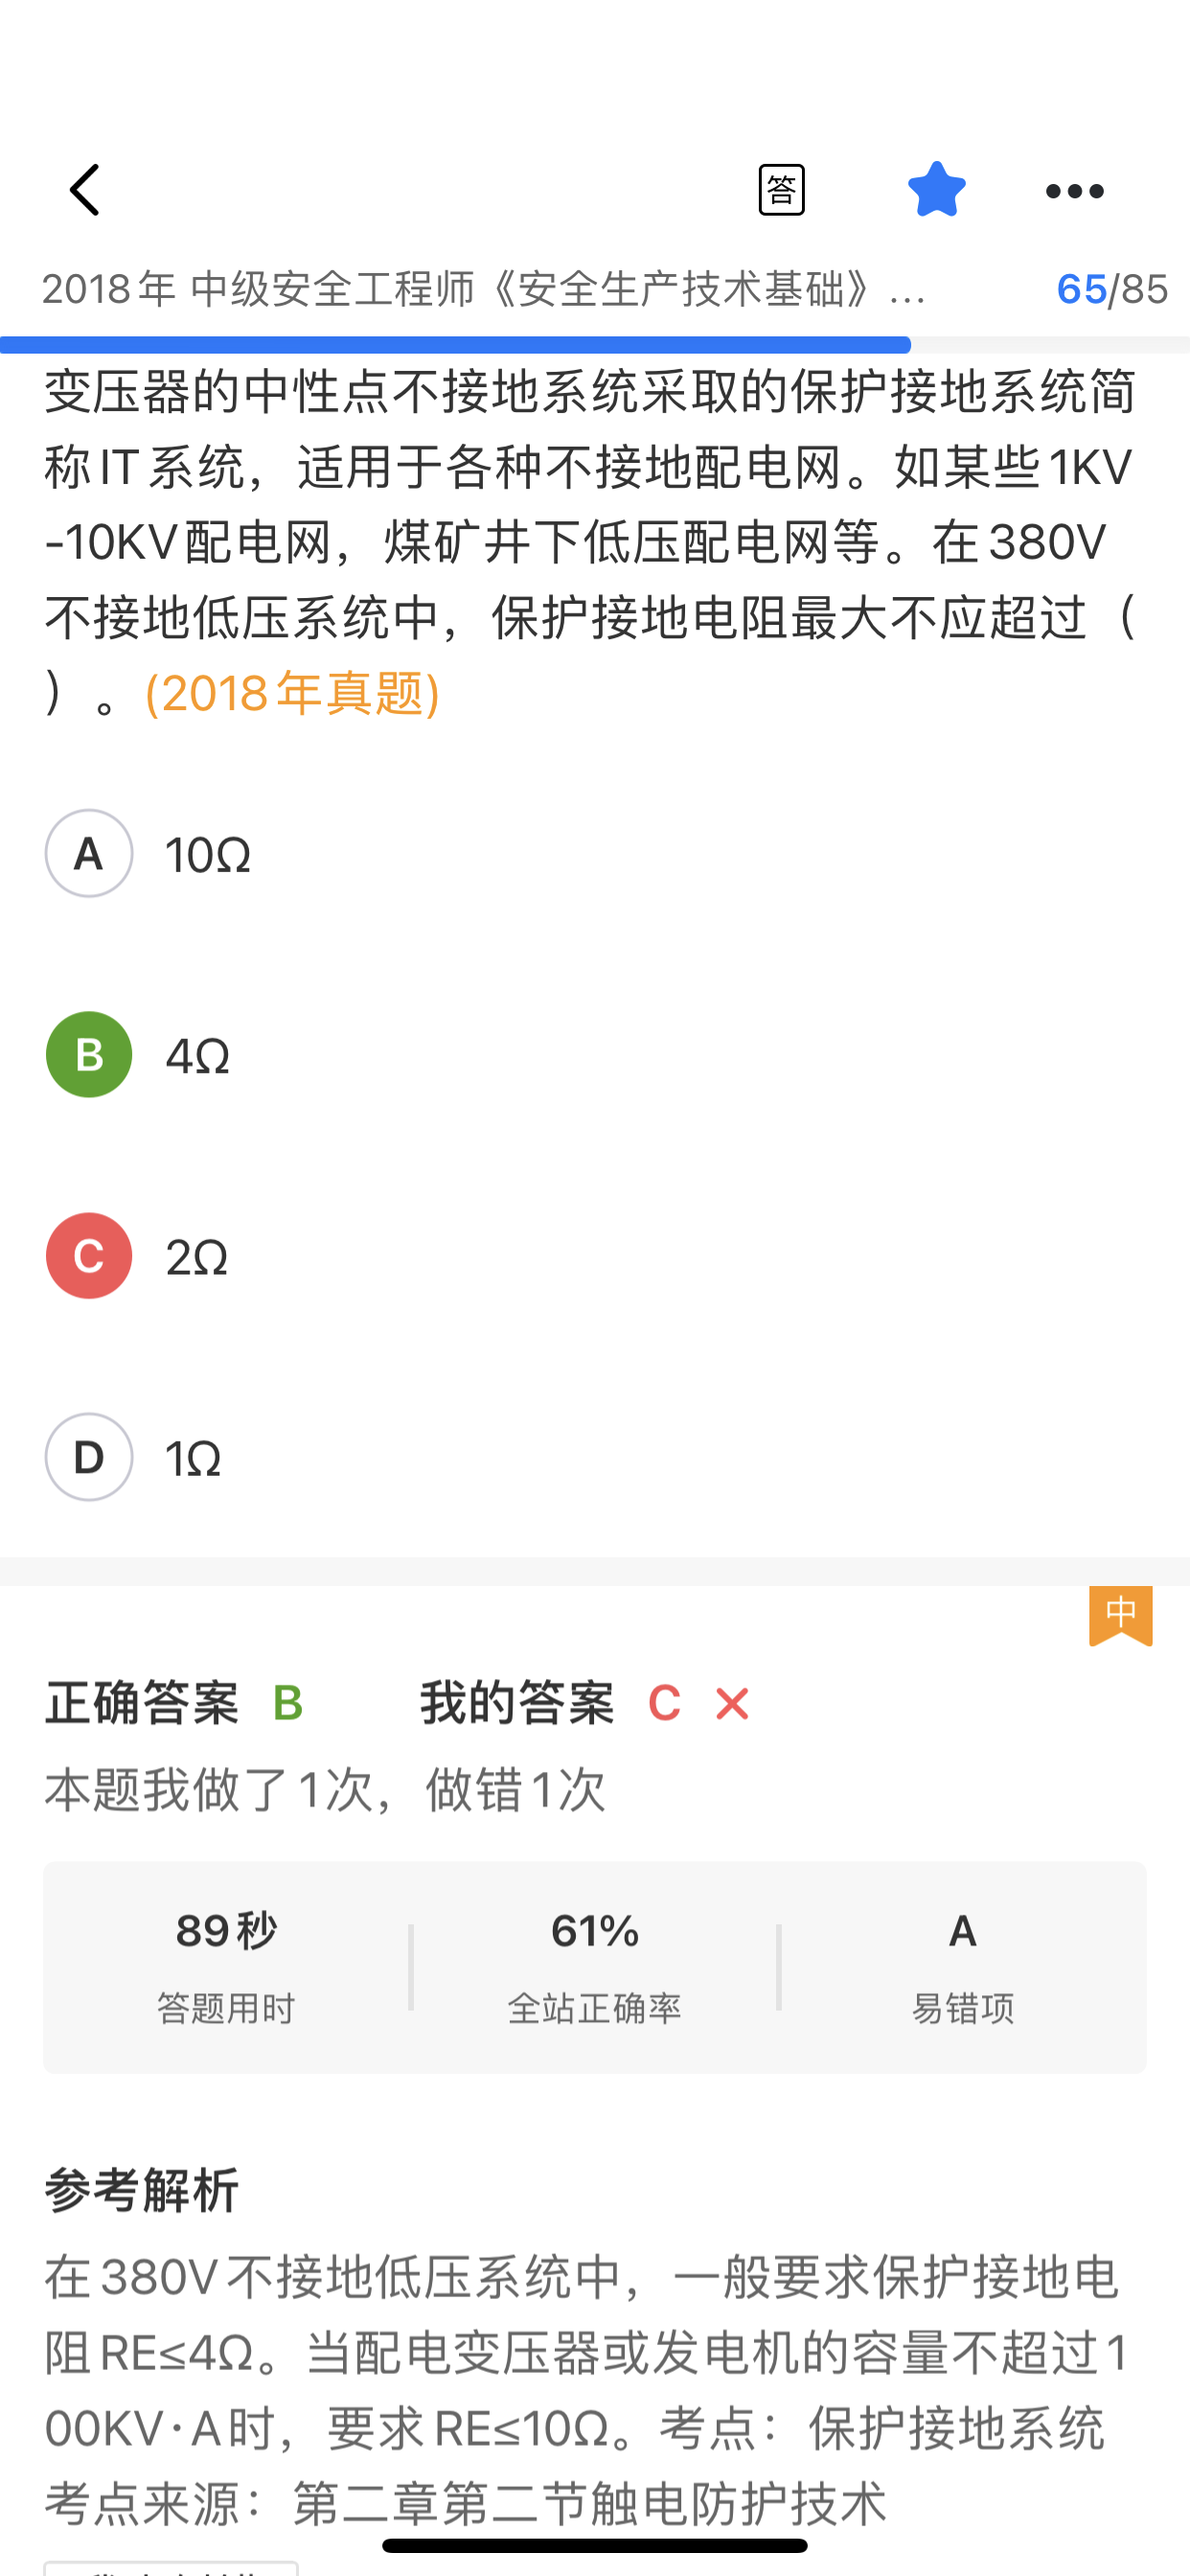 答
2018年 中级安全工程师《安全生产技术基础》... 65/85
变压器的中性点不接地系统采取的保护接地系统简
称IT系统，适用于各种不接地配电网。如某些1KV
-10KV配电网，煤矿井下低压配电网等。在380V
不接地低压系统中，保护接地电阻最大不应超过（
）。(2018年真题)
A 10Ω
B 4Ω
C 2Ω
D 1Ω
中
正确答案 B 我的答案 C ×
本题我做了1次，做错1次
89秒 61% A
答题用时 全站正确率 易错项
参考解析
在380V不接地低压系统中，一般要求保护接地电
阻RE≤4Ω。当配电变压器或发电机的容量不超过1
00KV·A时，要求RE≤10Ω。考点：保护接地系统
考点来源：第二章第二节触电防护技术